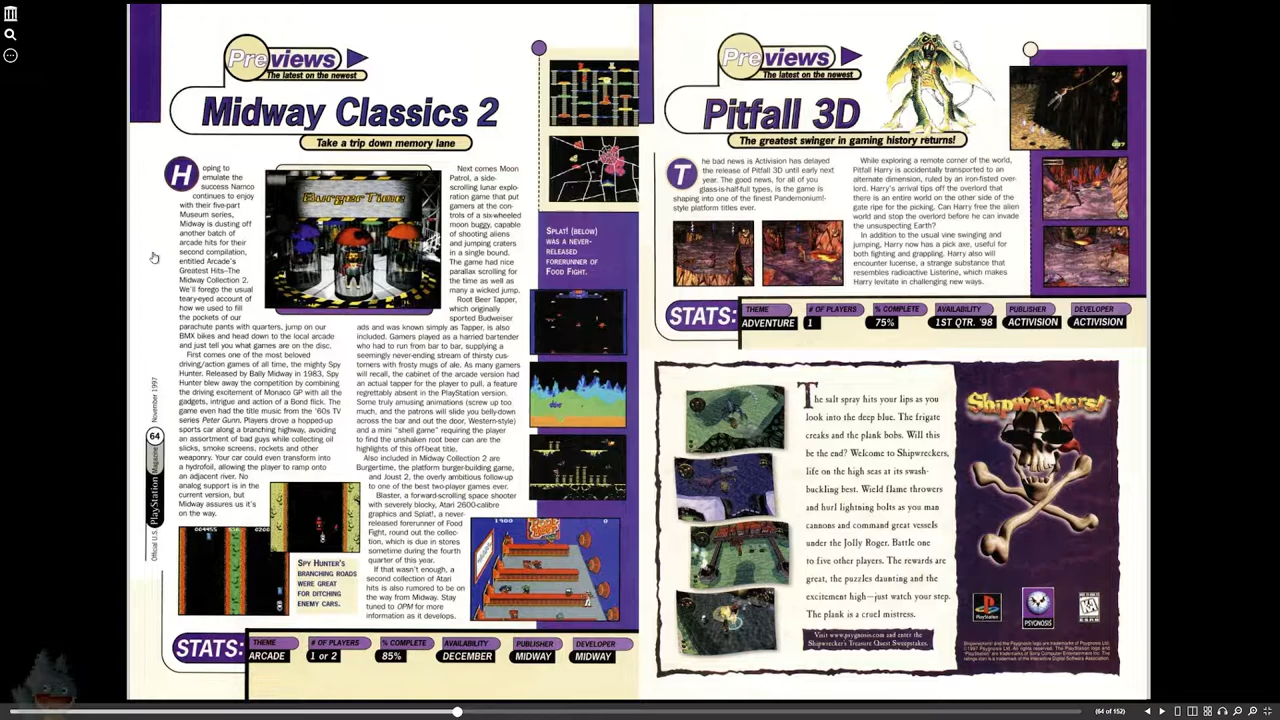 Previews
The latest on the newest
Midway Classics 2
Take a trip down memory lane
Hoping to
emulate the
success Namco
continues to enjoy
with their five-part
Museum series,
Midway is dusting off
another batch of
arcade hits for their
second compilation,
entitled Arcade's
Greatest Hits–The
Midway Collection 2.
We'll forego the usual
teary-eyed account of
how we used to fill
the pockets of our
parachute pants with quarters, jump on our
BMX bikes and head down to the local arcade
and just tell you what games are on the disc.
First comes one of the most beloved
driving/action games of all time, the mighty Spy
Hunter. Released by Bally Midway in 1983, Spy
Hunter blew away the competition by combining
the driving excitement of Monaco GP with all the
gadgets, intrigue and action of a Bond flick. The
game even had the title music from the '60s TV
series Peter Gunn. Players drove a hopped-up
sports car along a branching highway, avoiding
an assortment of bad guys while collecting oil
slicks, smoke screens, rockets and other
weaponry. Your car could even transform into
a hydrofoil, allowing the player to ramp onto
an adjacent river. No
analog support is in the
current version, but
Midway assures us it's
on the way.
Burger Time
Next comes Moon
Patrol, a side-
scrolling lunar explo-
ration game that put
gamers at the con-
trols of a six-wheeled
moon buggy, capable
of shooting aliens
and jumping craters
in a single bound.
The game had nice
parallax scrolling for
the time as well as
many a wicked jump.
Root Beer Tapper,
which originally
sported Budweiser
ads and was known simply as Tapper, is also
included. Gamers played as a harried bartender
who had to run from bar to bar, supplying a
seemingly never-ending stream of thirsty cus-
tomers with frosty mugs of ale. As many gamers
will recall, the cabinet of the arcade version had
an actual tapper for the player to pull, a feature
regrettably absent in the PlayStation version.
Some truly amusing animations (screw up too
much, and the patrons will slide you belly-down
across the bar and out the door, Western-style)
and a mini "shell game" requiring the player
to find the unshaken root beer can are the
highlights of this off-beat title.
Also included in Midway Collection 2 are
Burgertime, the platform burger-building game,
and Joust 2, the overly ambitious follow-up
to one of the best two-player games ever.
Blaster, a forward-scrolling space shooter
with severely blocky, Atari 2600-calibre
graphics and Splat!, a never-
released forerunner of Food
Fight, round out the collec-
tion, which is due in stores
sometime during the fourth
quarter of this year.
If that wasn't enough, a
second collection of Atari
hits is also rumored to be on
the way from Midway. Stay
tuned to OPM for more
information as it develops.
Splat! (below)
was a never-
released
forerunner of
Food Fight.
Spy Hunter's
branching roads
were great
for ditching
enemy cars.
STATS:
THEME
ARCADE
# OF PLAYERS
1 or 2
% COMPLETE
85%
AVAILABILITY
DECEMBER
PUBLISHER
MIDWAY
DEVELOPER
MIDWAY
November 1997
64
Official U.S. PlayStation Magazine
Previews
The latest on the newest
Pitfall 3D
The greatest swinger in gaming history returns!
The bad news is Activision has delayed
the release of Pitfall 3D until early next
year. The good news, for all of you
glass-is-half-full types, is the game is
shaping into one of the finest Pandemonium!-
style platform titles ever.
While exploring a remote corner of the world,
Pitfall Harry is accidentally transported to an
alternate dimension, ruled by an iron-fisted over-
lord. Harry's arrival tips off the overlord that
there is an entire world on the other side of the
gate ripe for the picking. Can Harry free the alien
world and stop the overlord before he can invade
the unsuspecting Earth?
In addition to the usual vine swinging and
jumping, Harry now has a pick axe, useful for
both fighting and grappling. Harry also will
encounter lucense, a strange substance that
resembles radioactive Listerine, which makes
Harry levitate in challenging new ways.
STATS:
THEME
ADVENTURE
# OF PLAYERS
1
% COMPLETE
75%
AVAILABILITY
1ST QTR. '98
PUBLISHER
ACTIVISION
DEVELOPER
ACTIVISION
The salt spray hits your lips as you
look into the deep blue. The frigate
creaks and the plank bobs. Will this
be the end? Welcome to Shipwreckers,
life on the high seas at its swash-
buckling best. Wield flame throwers
and hurl lightning bolts as you man
cannons and command great vessels
under the Jolly Roger. Battle one
to five other players. The rewards are
great, the puzzles daunting and the
excitement high—just watch your step.
The plank is a cruel mistress.
Visit www.psygnosis.com and enter the
Shipwrecker's Treasure Quest Sweepstakes.
Shipwreckers!
PlayStation
PSYGNOSIS
(64 of 152)